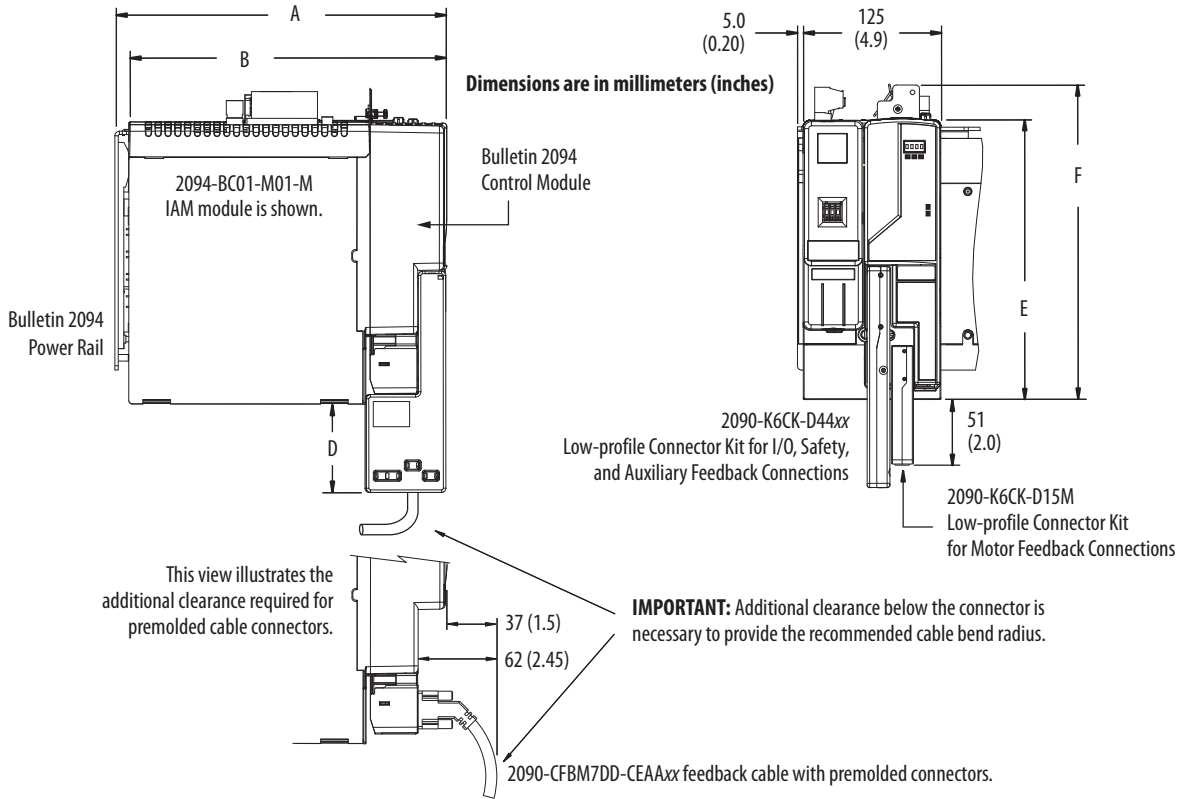 A
B
5.0
(0.20)
125
(4.9)
Dimensions are in millimeters (inches)
2094-BC01-M01-M
IAM module is shown.
Bulletin 2094
Control Module
Bulletin 2094
Power Rail
F
E
D
2090-K6CK-D44xx
Low-profile Connector Kit for I/O, Safety,
and Auxiliary Feedback Connections
51
(2.0)
2090-K6CK-D15M
Low-profile Connector Kit
for Motor Feedback Connections
This view illustrates the
additional clearance required for
premolded cable connectors.
37 (1.5)
62 (2.45)
IMPORTANT: Additional clearance below the connector is
necessary to provide the recommended cable bend radius.
2090-CFBM7DD-CEAAxx feedback cable with premolded connectors.